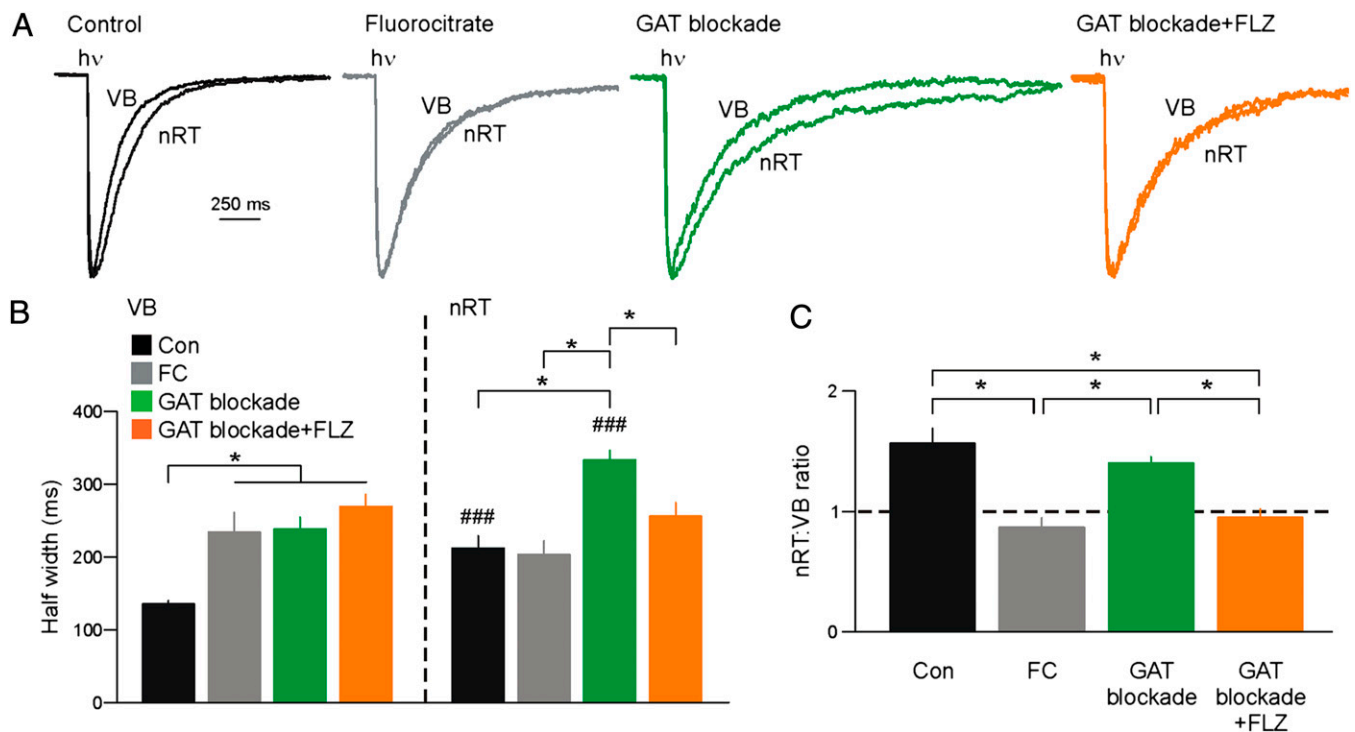 A
Control
Fluorocitrate
GAT blockade
GAT blockade+FLZ
hν
hν
hν
hν
VB
nRT
VB
nRT
VB
nRT
VB
nRT
250 ms
B
VB
nRT
Con
FC
GAT blockade
GAT blockade+FLZ
Half width (ms)
400
300
200
100
0
*
###
*
*
*
###
C
nRT:VB ratio
2
1
0
*
*
*
*
Con
FC
GAT
blockade
GAT
blockade
+FLZ